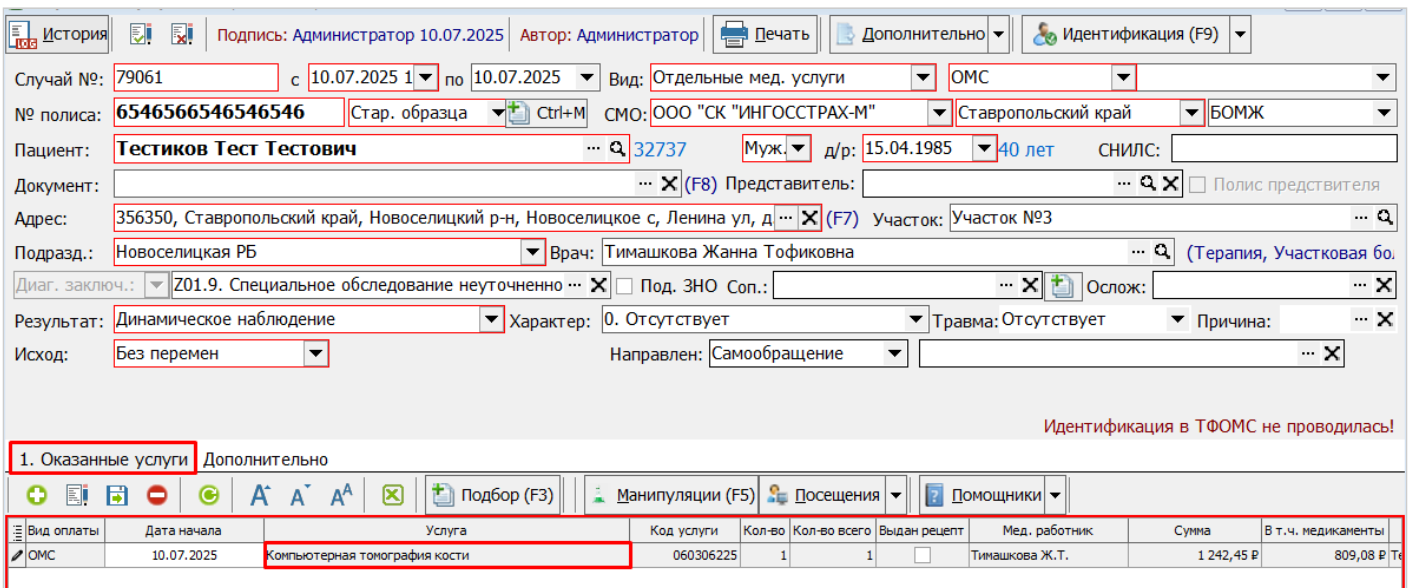 История Подпись: Администратор 10.07.2025 Автор: Администратор Печать Дополнительно Идентификация (F9)
Случай №: 79061 с 10.07.2025 1 по 10.07.2025 Вид: Отдельные мед. услуги ОМС
№ полиса: 6546566546546546 Стар. образца Ctrl+M СМО: ООО "СК "ИНГОССТРАХ-М" Ставропольский край БОМЖ
Пациент: Тестиков Тест Тестович ... 32737 Муж. д/р: 15.04.1985 40 лет СНИЛС:
Документ: ... (F8) Представитель: ... Полис предствителя
Адрес: 356350, Ставропольский край, Новоселицкий р-н, Новоселицкое с, Ленина ул, д ... (F7) Участок: Участок №3 ...
Подразд.: Новоселицкая РБ Врач: Тимашкова Жанна Тофиковна ... (Терапия, Участковая бол
Диаг. заключ.: Z01.9. Специальное обследование неуточненно ... Под. ЗНО Соп.: ... Ослож: ...
Результат: Динамическое наблюдение Характер: 0. Отсутствует Травма: Отсутствует Причина: ...
Исход: Без перемен Направлен: Самообращение ...
Идентификация в ТФОМС не проводилась!
1. Оказанные услуги Дополнительно
Подбор (F3) Манипуляции (F5) Посещения Помощники
Вид оплаты Дата начала Услуга Код услуги Кол-во Кол-во всего Выдан рецепт Мед. работник Сумма В т.ч. медикаменты
ОМС 10.07.2025 Компьютерная томография кости 060306225 1 1 Тимашкова Ж.Т. 1 242,45 ₽ 809,08 ₽ Те